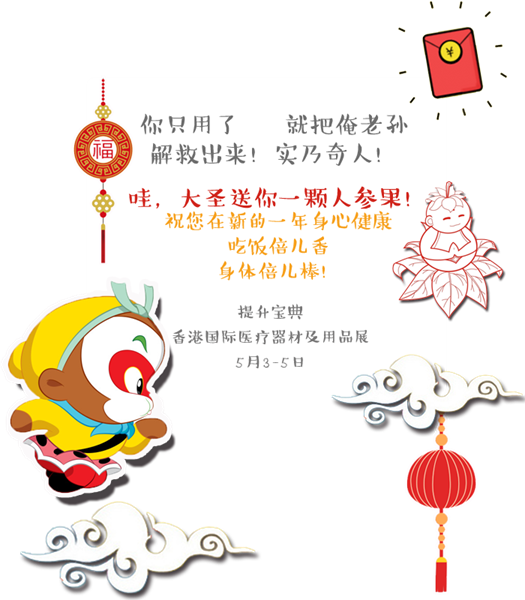 ¥
福
你只用了 就把俺老孙
解救出来！实乃奇人！
哇，大圣送你一颗人参果！
祝您在新的一年身心健康
吃饭倍儿香
身体倍儿棒！
提升宝典
香港国际医疗器材及用品展
5月3-5日